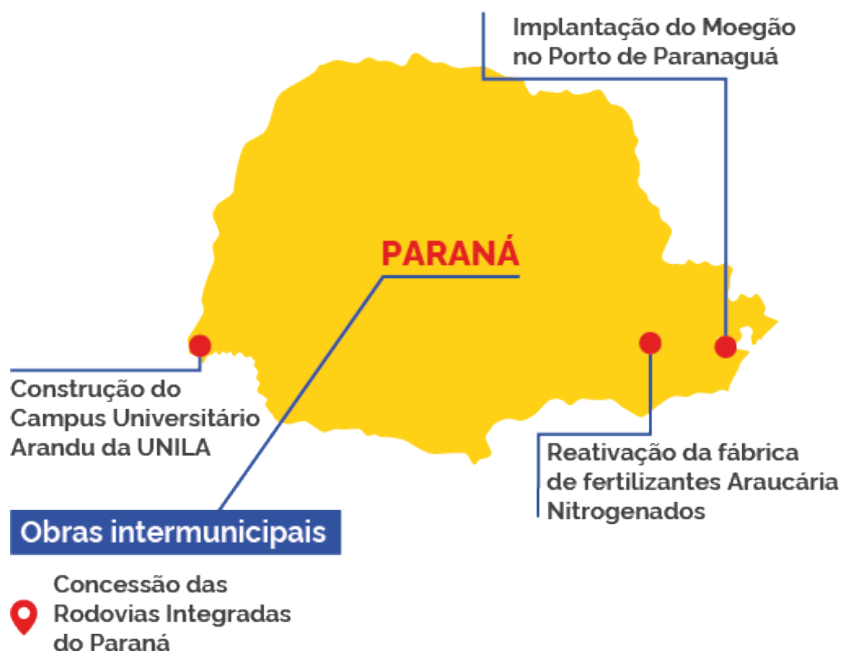 Implantação do Moegão
no Porto de Paranaguá
PARANÁ
Construção do
Campus Universitário
Arandu da UNILA
Reativação da fábrica
de fertilizantes Araucária
Nitrogenados
Obras intermunicipais
Concessão das
Rodovias Integradas
do Paraná